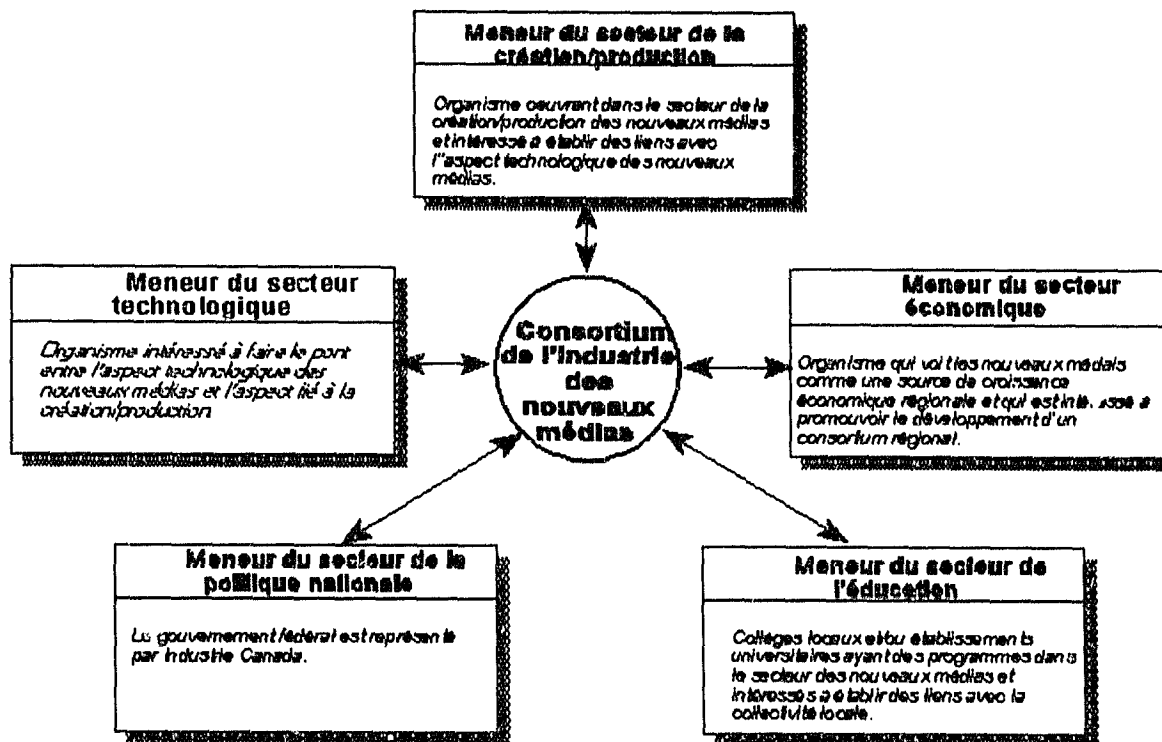 Meneur du secteur de la
création/production
Organisme oeuvrant dans le secteur de la
création/production des nouveaux médias
et intéressé à établir des liens avec
l''aspect technologique des nouveaux
médias.
Meneur du secteur
technologique
Organisme intéressé à faire le pont
entre l'aspect technologique des
nouveaux médias et l'aspect lié à la
création/production
Consortium
de l'industrie
des
nouveaux
médias
Meneur du secteur
économique
Organisme qui voit les nouveaux médais
comme une source de croissance
économique régionale et qui est à
promouvoir le développement d'un
consortium régional.
Meneur du secteur de la
politique nationale
Le gouvernement fédéral est représenté
par Industrie Canada.
Meneur du secteur de
l'éducation
Collèges locaux et/ou établissements
universitaires ayant des programmes dans
le secteur des nouveaux médias et
intéressés à établir des liens avec la
collectivité locale.